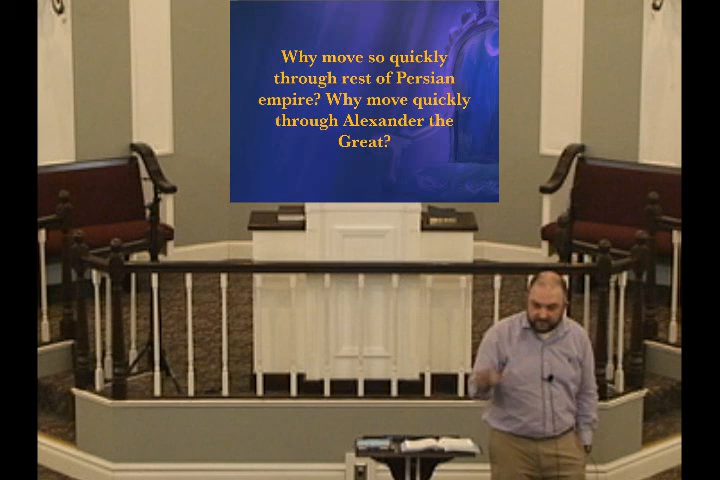 Why move so quickly
through rest of Persian
empire? Why move quickly
through Alexander the
Great?